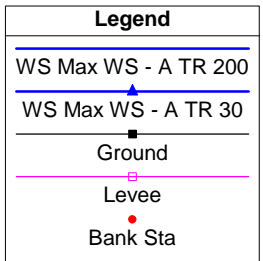 Legend
WS Max WS - A TR 200
WS Max WS - A TR 30
Ground
Levee
Bank Sta